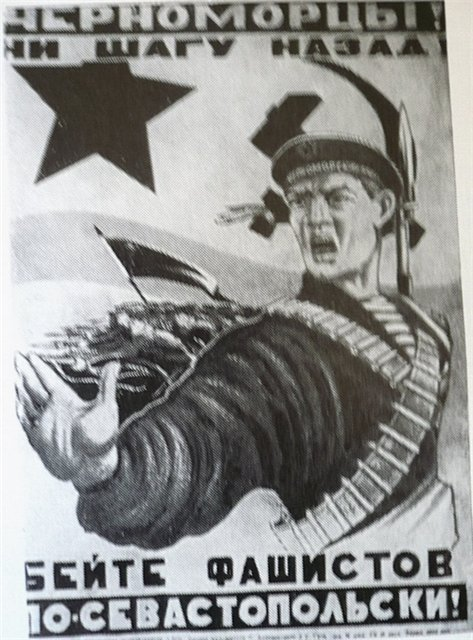 ЧЕРНОМОРЦЫ!
НИ ШАГУ НАЗАД!
БЕЙТЕ ФАШИСТОВ
ПО-СЕВАСТОПОЛЬСКИ!